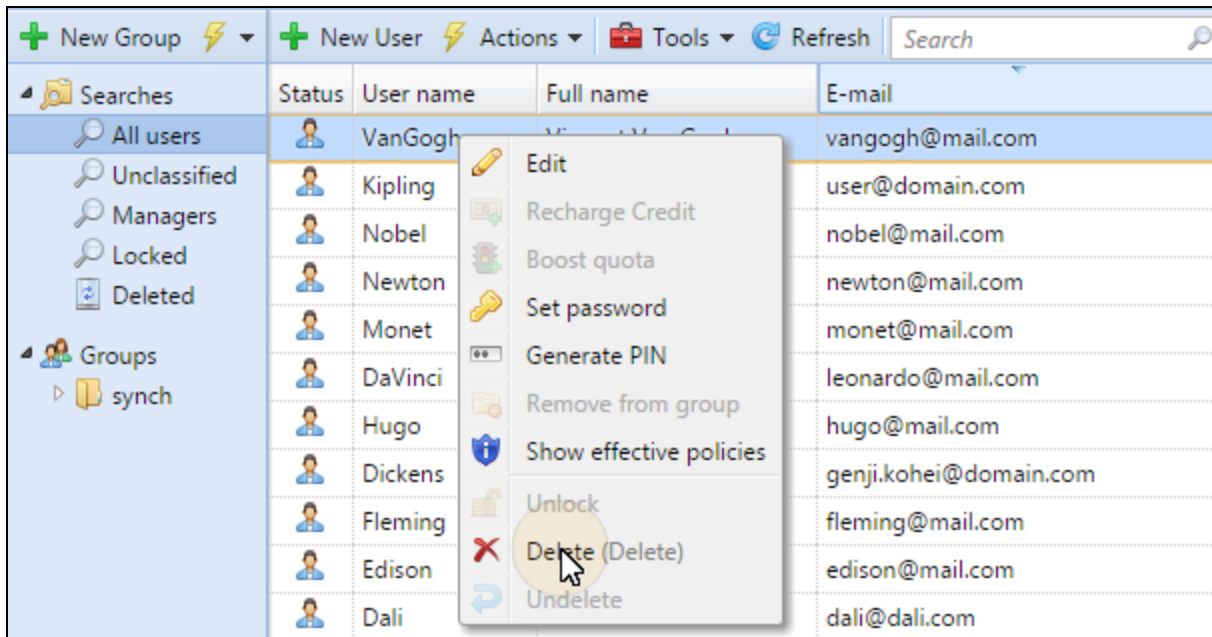 New Group New User Actions Tools Refresh Search
Searches
All users
Unclassified
Managers
Locked
Deleted
Groups
synch
Status User name Full name E-mail
VanGogh vangogh@mail.com
Kipling user@domain.com
Nobel nobel@mail.com
Newton newton@mail.com
Monet monet@mail.com
DaVinci leonardo@mail.com
Hugo hugo@mail.com
Dickens genji.kohei@domain.com
Fleming fleming@mail.com
Edison edison@mail.com
Dali dali@dali.com
Edit
Recharge Credit
Boost quota
Set password
Generate PIN
Remove from group
Show effective policies
Unlock
Delete (Delete)
Undelete